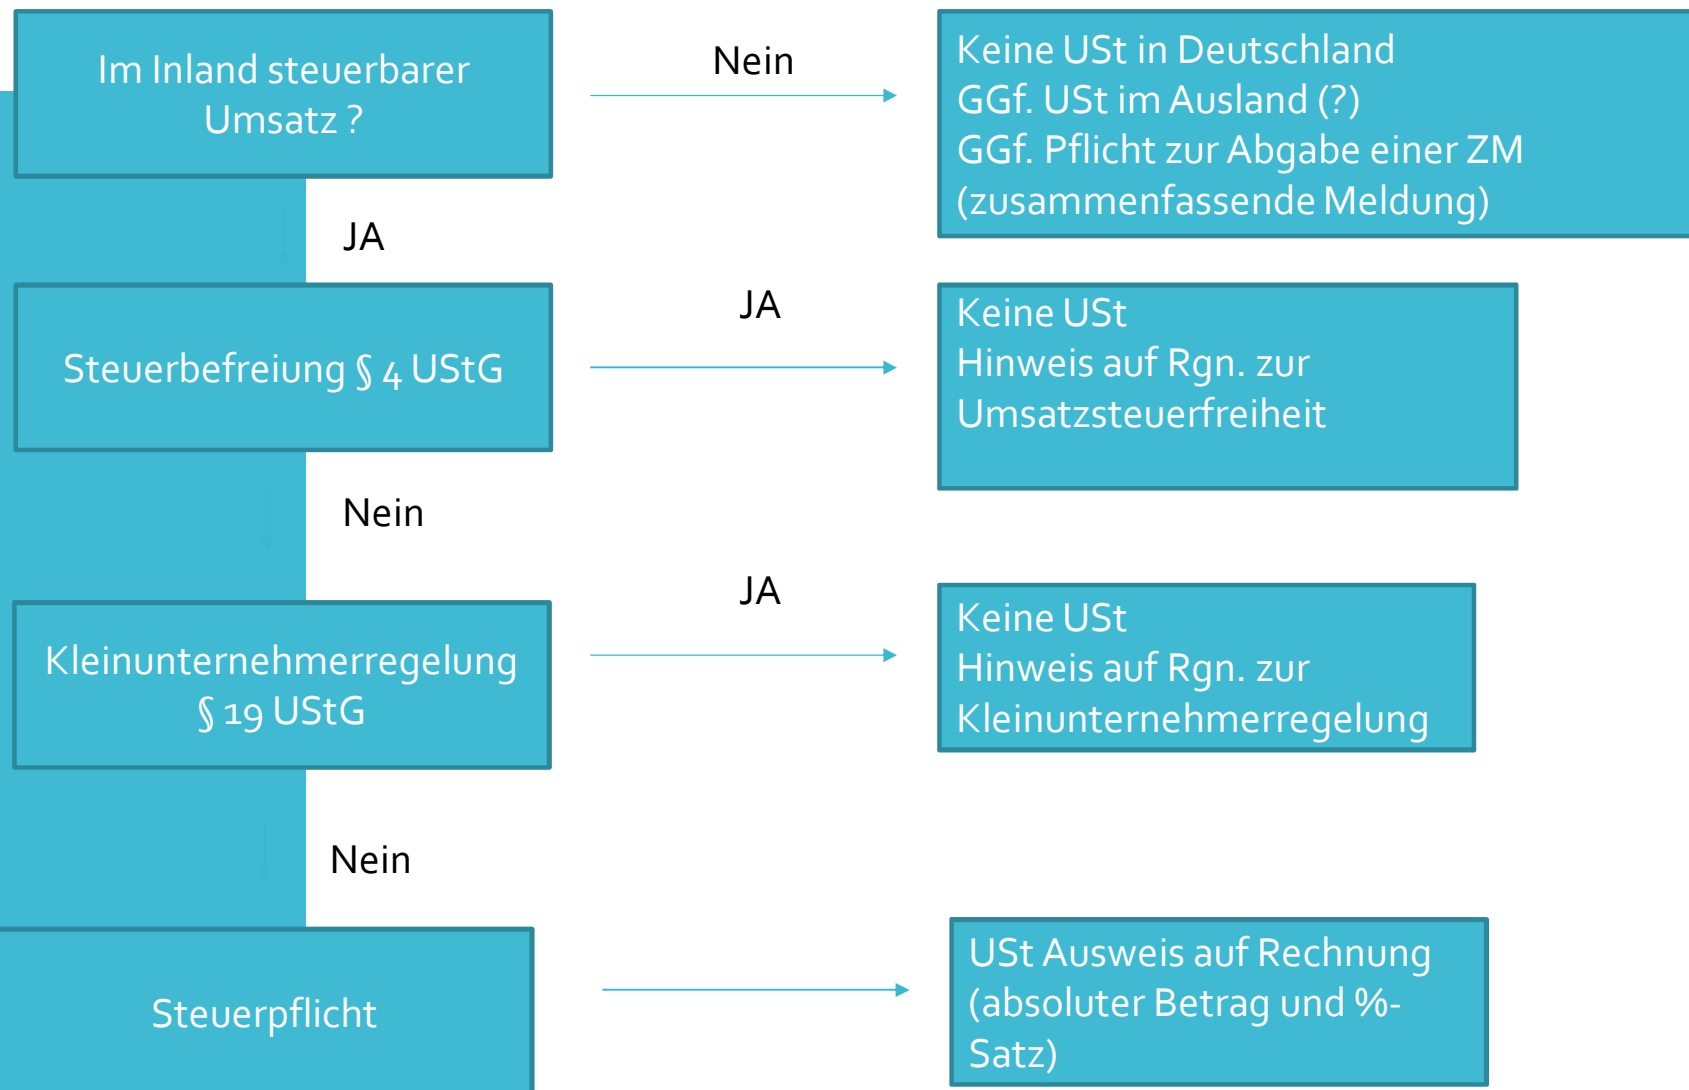 Im Inland steuerbarer
Umsatz ?
Nein
Keine USt in Deutschland
GGf. USt im Ausland (?)
GGf. Pflicht zur Abgabe einer ZM
(zusammenfassende Meldung)
JA
Steuerbefreiung § 4 UStG
JA
Keine USt
Hinweis auf Rgn. zur
Umsatzsteuerfreiheit
Nein
Kleinunternehmerregelung
§ 19 UStG
JA
Keine USt
Hinweis auf Rgn. zur
Kleinunternehmerregelung
Nein
Steuerpflicht
USt Ausweis auf Rechnung
(absoluter Betrag und %-
Satz)